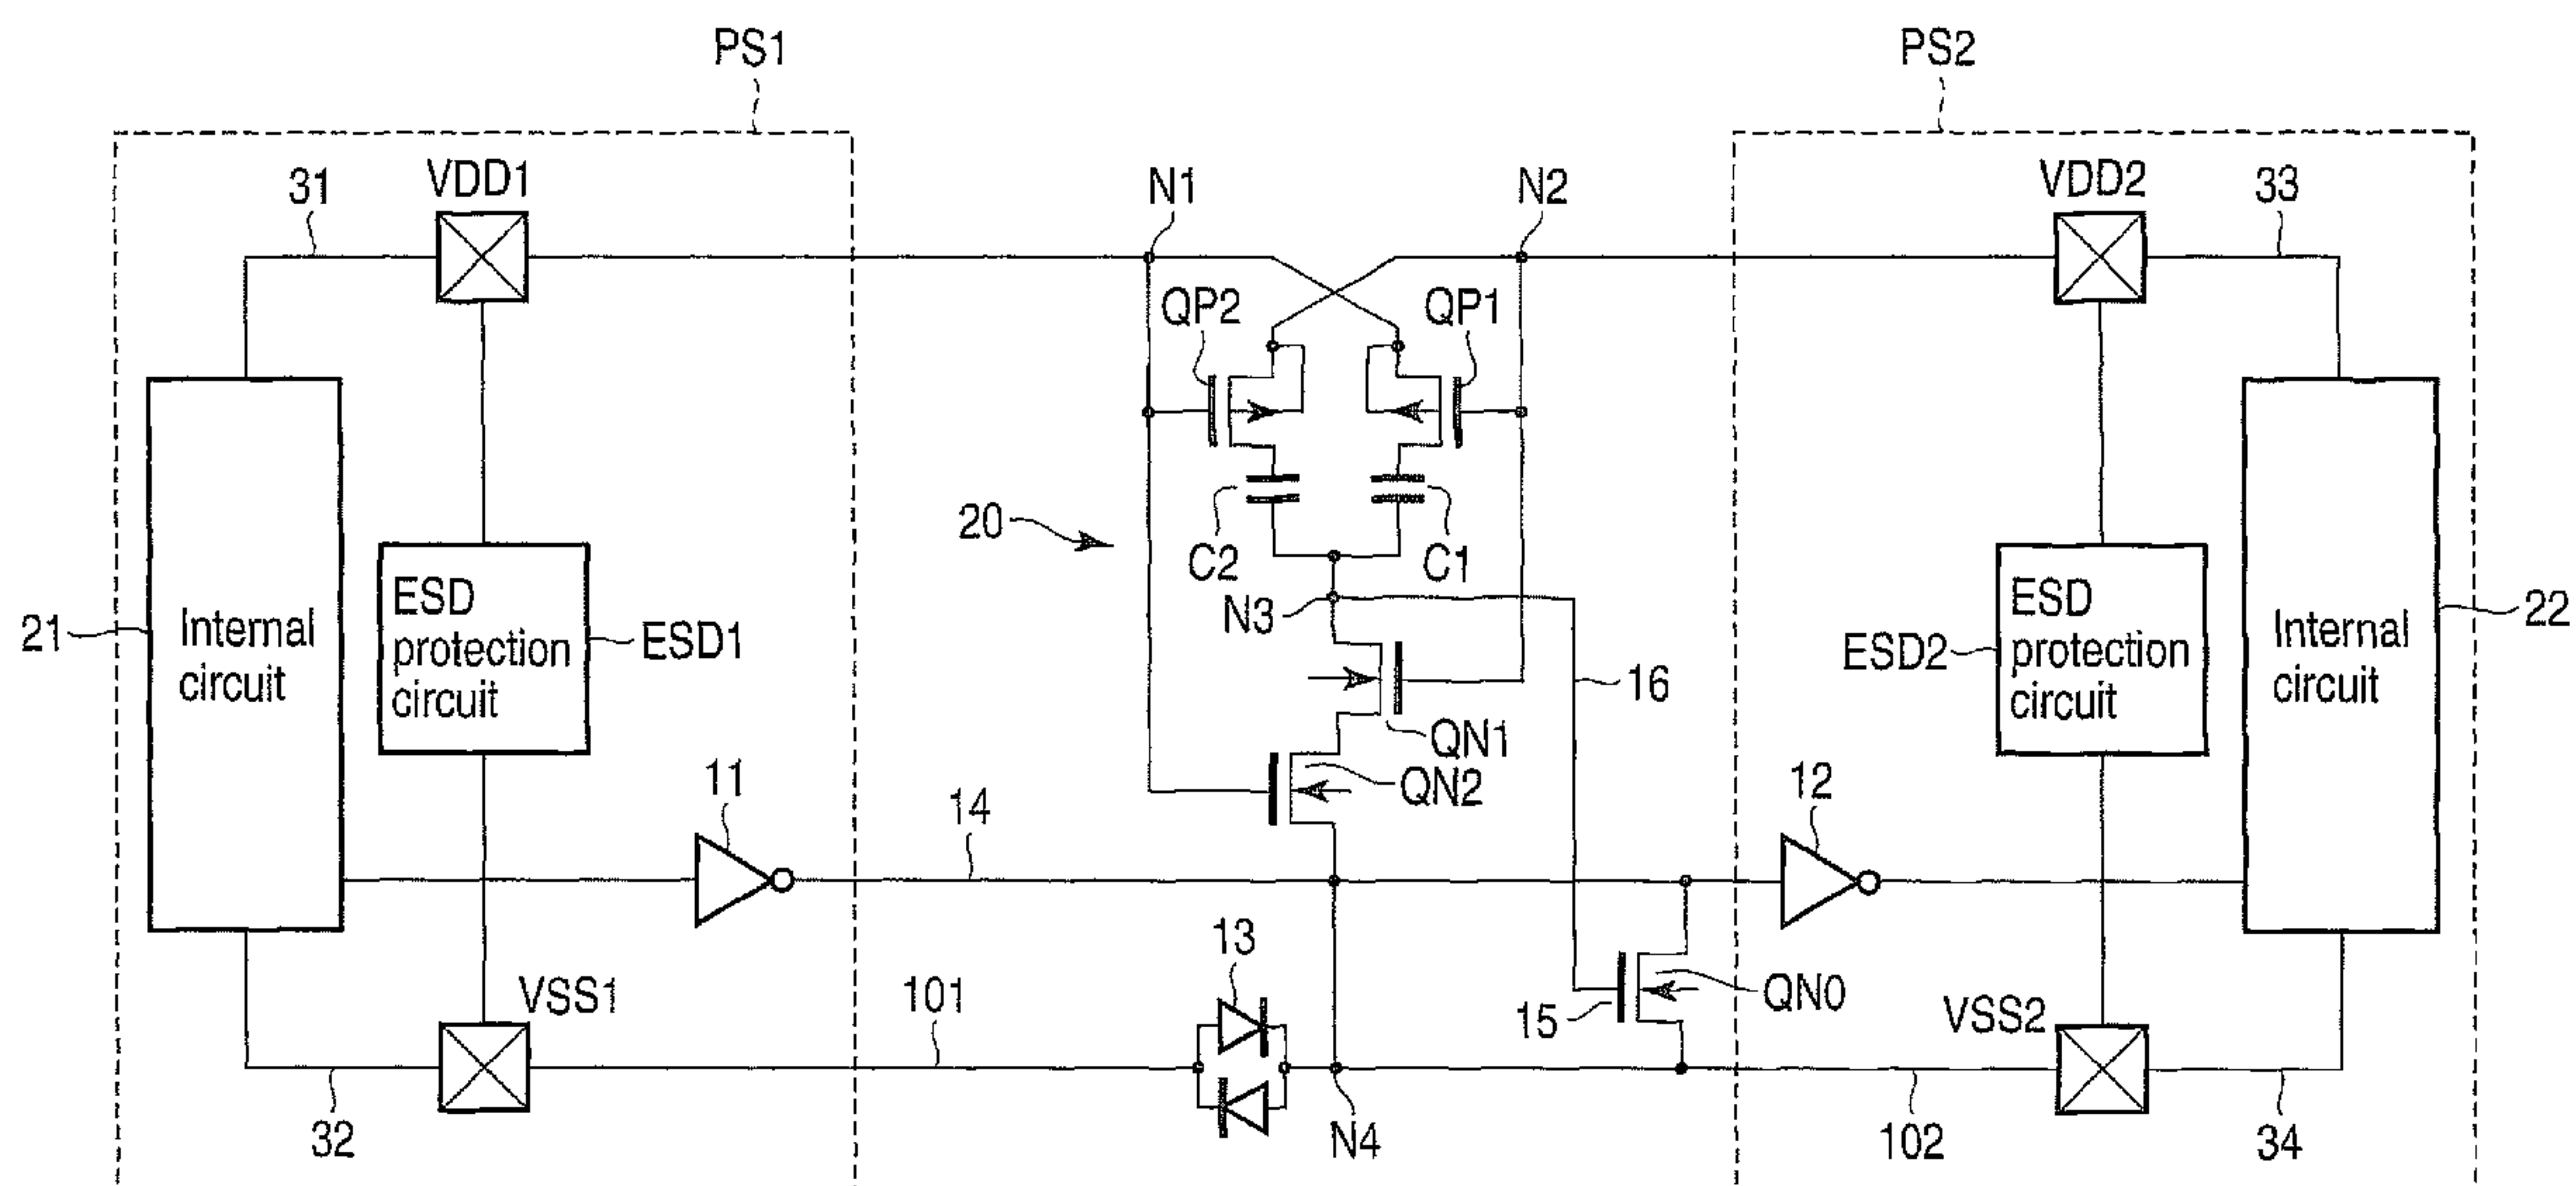 PS1
PS2
VDD1
31
N1
N2
VDD2
33
QP2
QP1
20
C2
C1
N3
21
Internal
circuit
ESD
protection
circuit
ESD1
16
ESD2
ESD
protection
circuit
Internal
circuit
22
QN1
QN2
11
14
12
13
VSS1
101
15
QN0
VSS2
32
N4
102
34